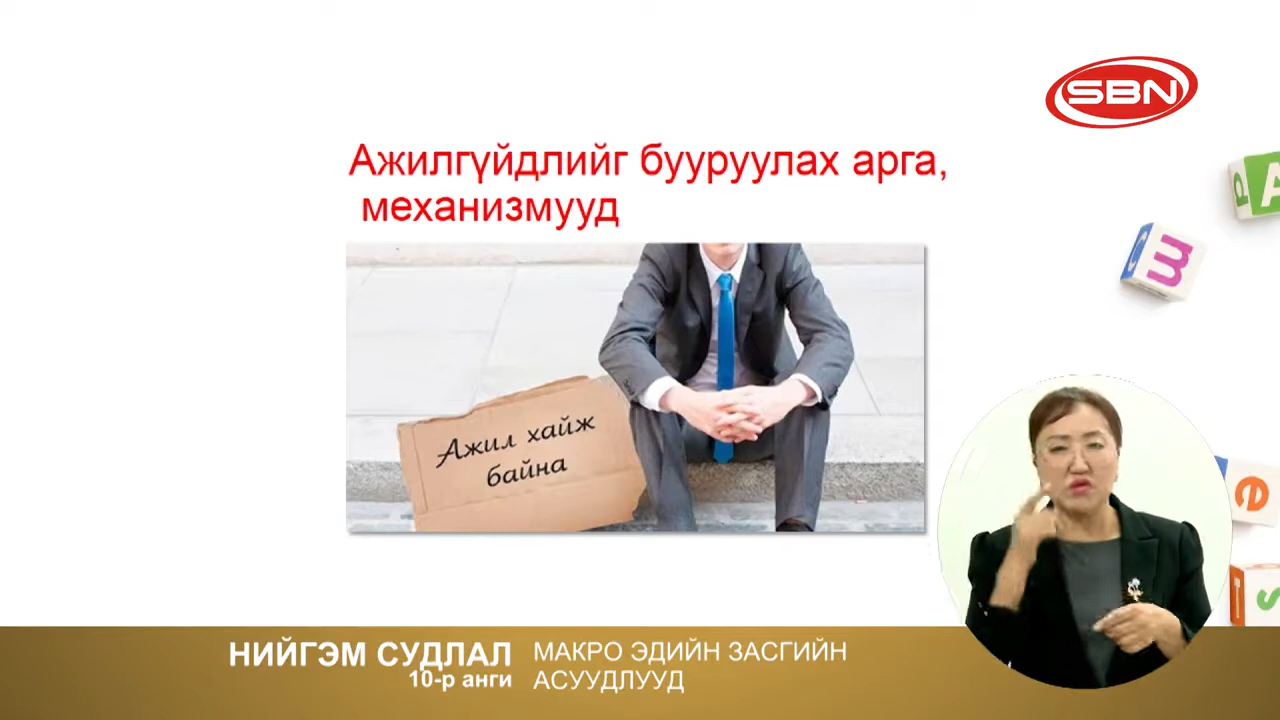 SBN
Ажилгүйдлийг бууруулах арга,
механизмууд
Ажил хайж
байна
НИЙГЭМ СУДЛАЛ
10-р анги
МАКРО ЭДИЙН ЗАСГИЙН
АСУУДЛУУД